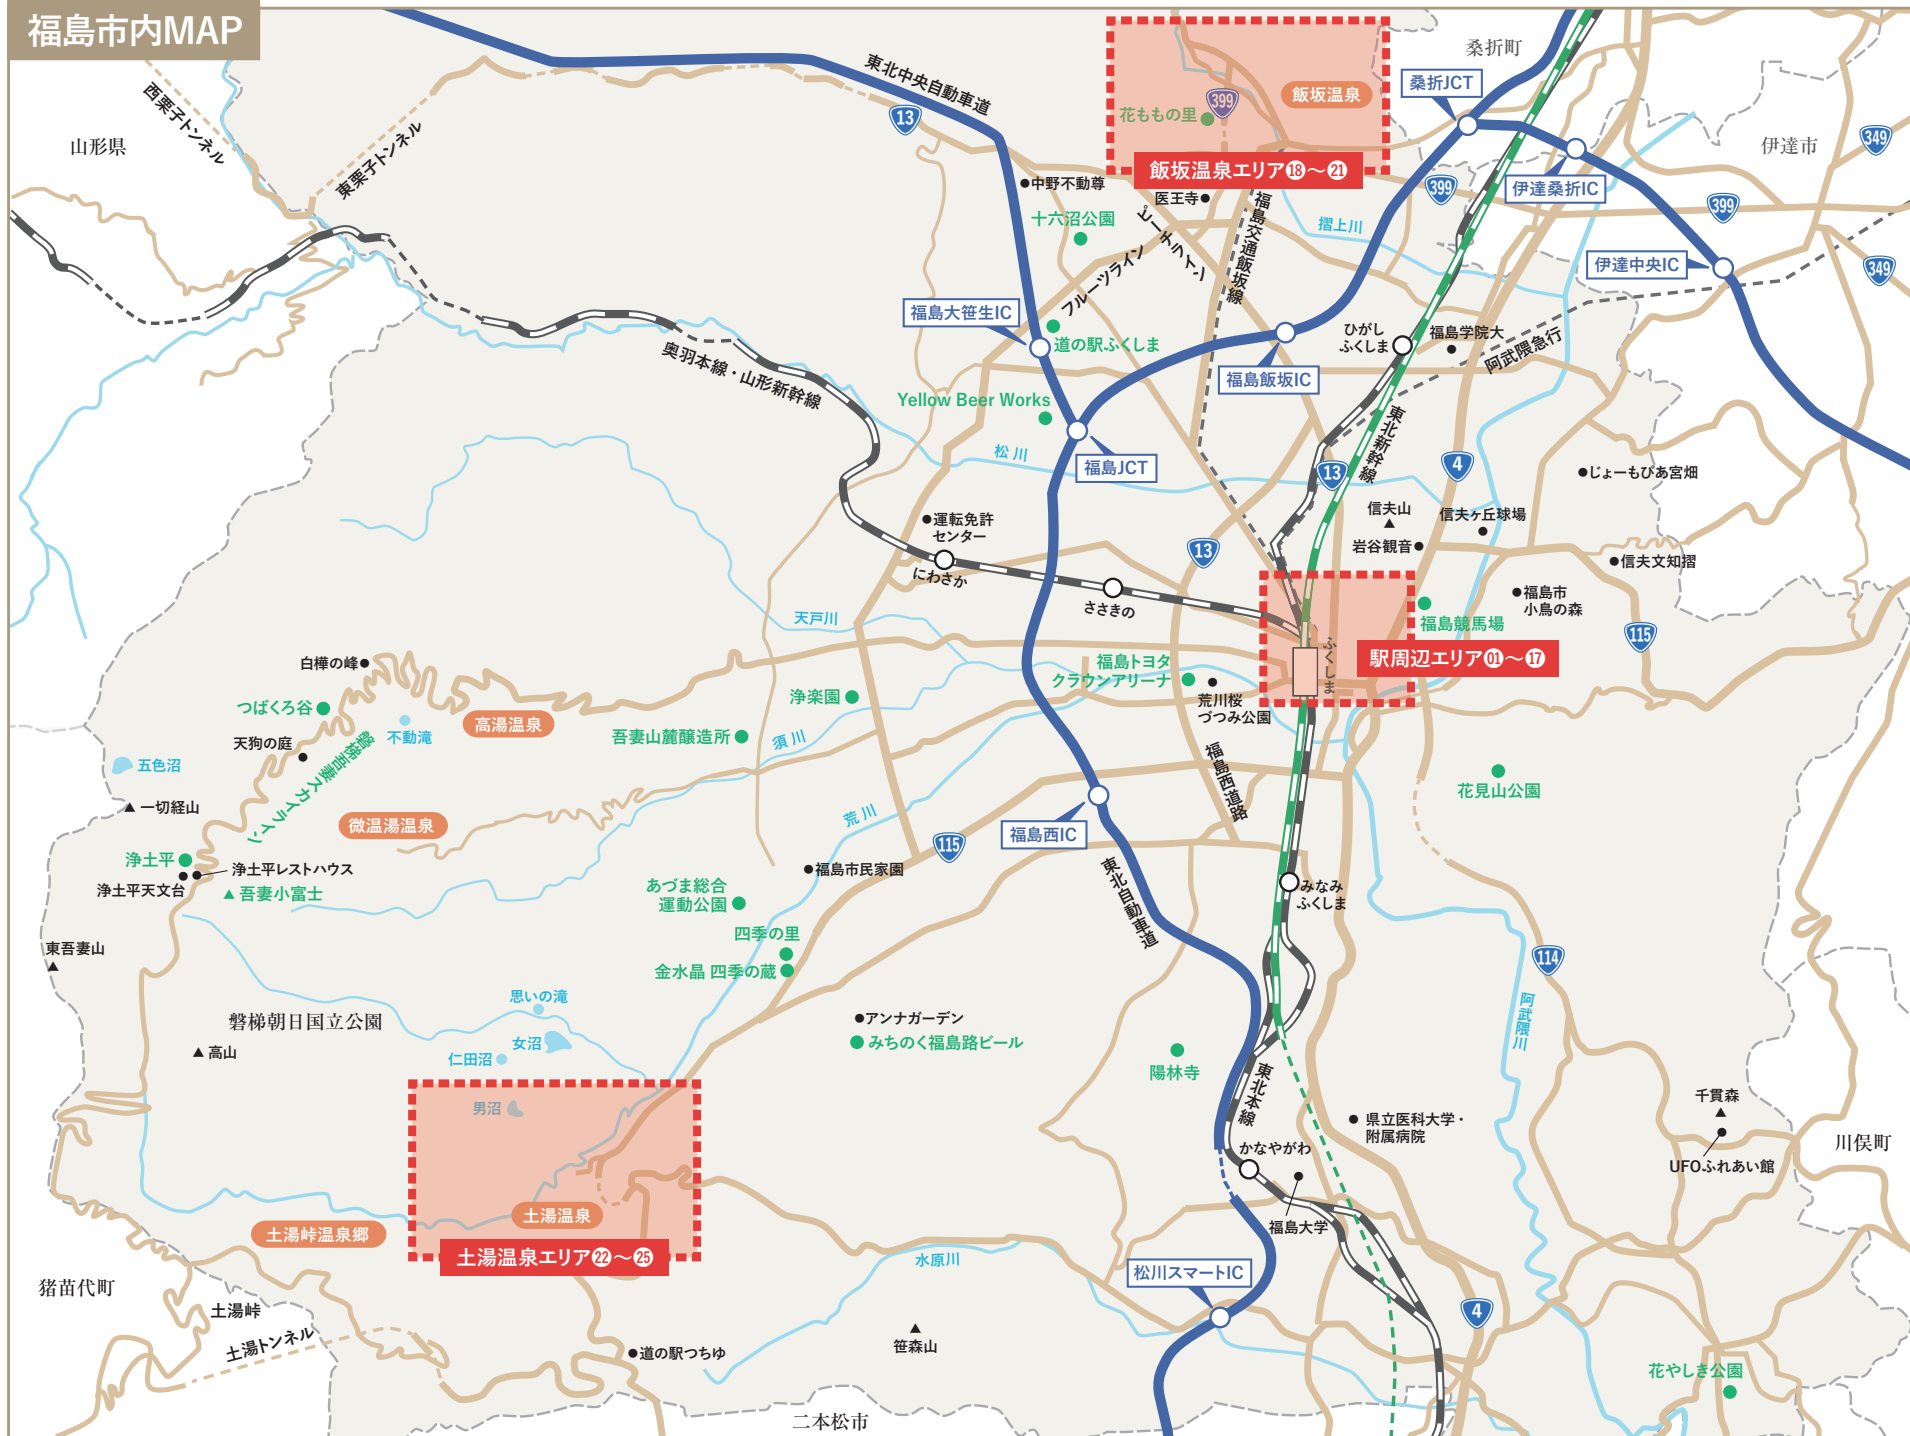 福島市内MAP
桑折町
東北中央自動車道
飯坂温泉
桑折JCT
西栗子トンネル
399
花ももの里
13
山形県
東栗子トンネル
伊達市
349
飯坂温泉エリア⑱〜㉑
中野不動尊
399
伊達桑折IC
医王寺
399
十六沼公園
ピーチライン
福島交通飯坂線
摺上川
フルーツライン
伊達中央IC
349
福島大笹生IC
道の駅ふくしま
ひがし
ふくしま
福島学院大
阿武隈急行
奥羽本線・山形新幹線
福島飯坂IC
Yellow Beer Works
東北新幹線
松川
福島JCT
13
4
じょーもぴあ宮畑
運転免許
センター
信夫山
信夫ヶ丘球場
13
岩谷観音
信夫文知摺
にわさか
ささきの
福島市
小鳥の森
天戸川
福島競馬場
115
ふくしま
駅周辺エリア01〜⑰
白樺の峰
福島トヨタ
クラウンアリーナ
浄楽園
荒川桜
づつみ公園
つばくろ谷
高湯温泉
天狗の庭
不動滝
吾妻山麓醸造所
須川
磐梯吾妻スカイライン
五色沼
福島西道路
花見山公園
一切経山
微温湯温泉
荒川
福島西IC
115
浄土平
浄土平レストハウス
浄土平天文台
吾妻小富士
福島市民家園
東北自動車道
みなみ
ふくしま
あづま総合
運動公園
四季の里
東吾妻山
金水晶 四季の蔵
114
思いの滝
磐梯朝日国立公園
アンナガーデン
阿武隈川
高山
女沼
仁田沼
みちのく福島路ビール
陽林寺
男沼
東北本線
千貫森
県立医科大学・
附属病院
かなやがわ
川俣町
UFOふれあい館
土湯温泉
福島大学
土湯峠温泉郷
土湯温泉エリア㉒〜㉕
水原川
松川スマートIC
猪苗代町
土湯峠
4
土湯トンネル
道の駅つちゆ
笹森山
花やしき公園
二本松市